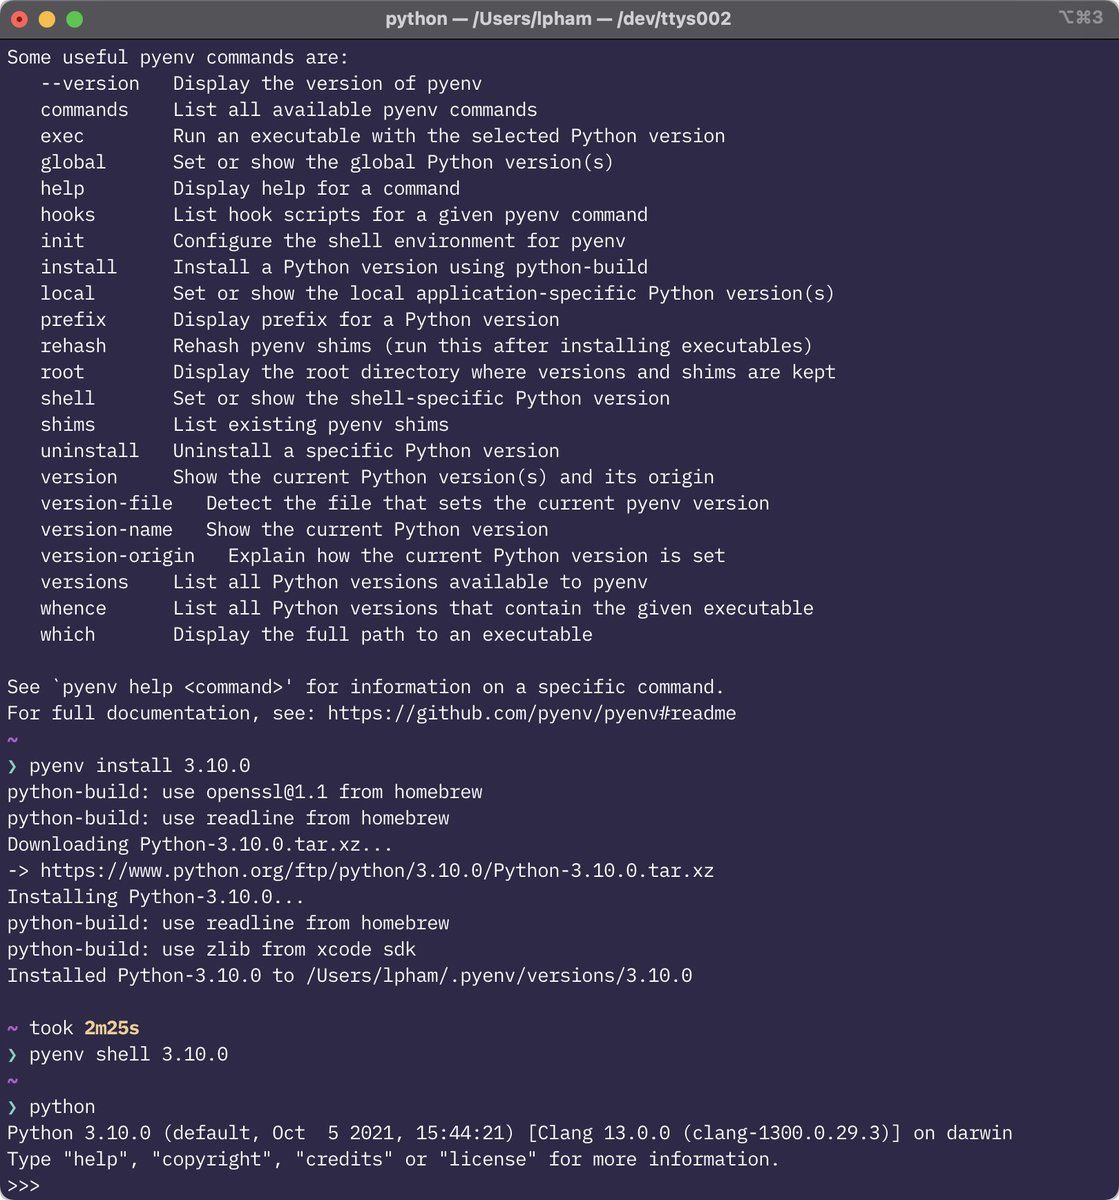 python — /Users/lpham — /dev/ttys002 ⌥⌘3
Some useful pyenv commands are:
   --version   Display the version of pyenv
   commands    List all available pyenv commands
   exec        Run an executable with the selected Python version
   global      Set or show the global Python version(s)
   help        Display help for a command
   hooks       List hook scripts for a given pyenv command
   init        Configure the shell environment for pyenv
   install     Install a Python version using python-build
   local       Set or show the local application-specific Python version(s)
   prefix      Display prefix for a Python version
   rehash      Rehash pyenv shims (run this after installing executables)
   root        Display the root directory where versions and shims are kept
   shell       Set or show the shell-specific Python version
   shims       List existing pyenv shims
   uninstall   Uninstall a specific Python version
   version     Show the current Python version(s) and its origin
   version-file   Detect the file that sets the current pyenv version
   version-name   Show the current Python version
   version-origin   Explain how the current Python version is set
   versions    List all Python versions available to pyenv
   whence      List all Python versions that contain the given executable
   which       Display the full path to an executable
See `pyenv help <command>' for information on a specific command.
For full documentation, see: https://github.com/pyenv/pyenv#readme
~
❯ pyenv install 3.10.0
python-build: use openssl@1.1 from homebrew
python-build: use readline from homebrew
Downloading Python-3.10.0.tar.xz...
-> https://www.python.org/ftp/python/3.10.0/Python-3.10.0.tar.xz
Installing Python-3.10.0...
python-build: use readline from homebrew
python-build: use zlib from xcode sdk
Installed Python-3.10.0 to /Users/lpham/.pyenv/versions/3.10.0
~ took 2m25s
❯ pyenv shell 3.10.0
~
❯ python
Python 3.10.0 (default, Oct  5 2021, 15:44:21) [Clang 13.0.0 (clang-1300.0.29.3)] on darwin
Type "help", "copyright", "credits" or "license" for more information.
>>>